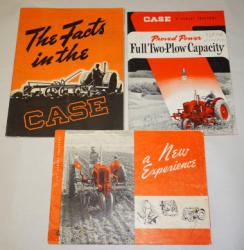 The Facts
in the
CASE
CASE
Proved Power
Full Two-Plow Capacity
a New
Experience